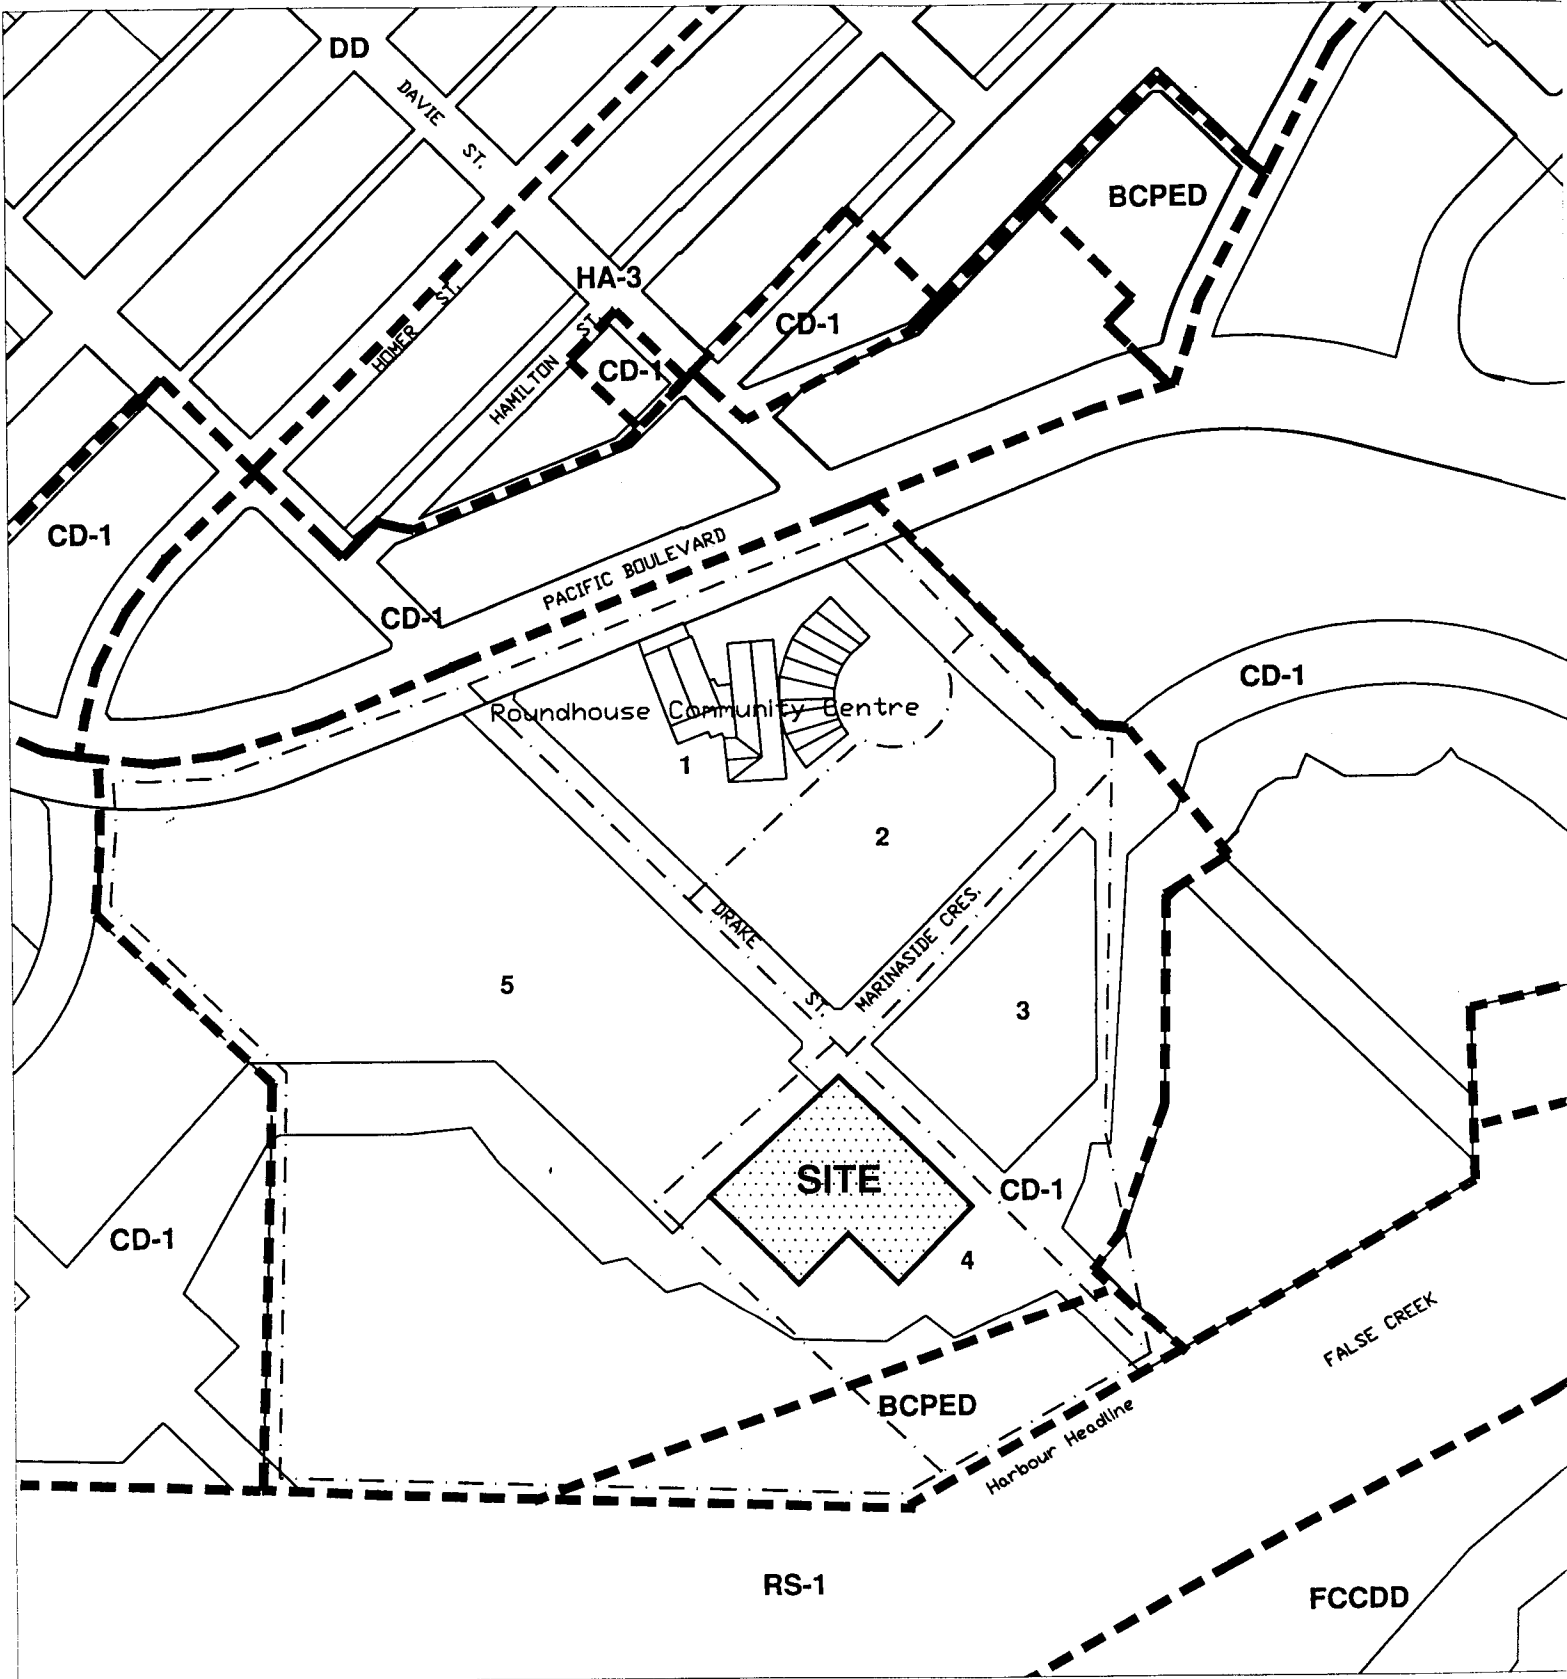 DD
DAVIE ST.
BCPED
HA-3
HOMER ST.
HAMILTON ST.
CD-1
CD-1
CD-1
PACIFIC BOULEVARD
CD-1
CD-1
Roundhouse Community Centre
1
2
DRAKE ST.
MARINASIDE CRES.
5
3
SITE
CD-1
CD-1
4
FALSE CREEK
BCPED
Harbour Headline
RS-1
FCCDD